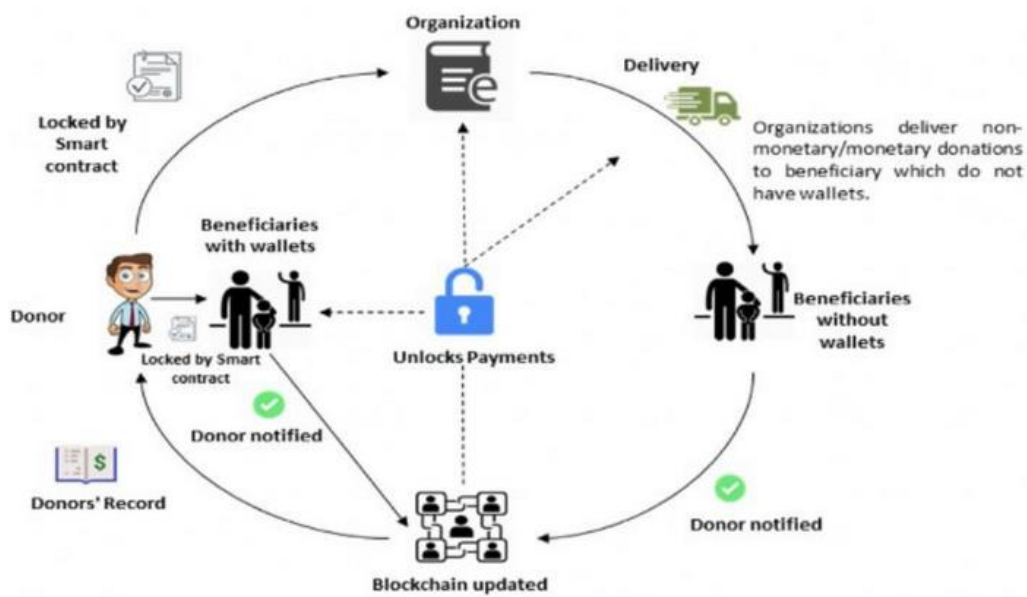 Organization
Delivery
Locked by
Smart
contract
Organizations deliver non-
monetary/monetary donations
to beneficiary which do not
have wallets.
Beneficiaries
with wallets
Donor
Locked by Smart
contract
Unlocks Payments
Beneficiaries
without
wallets
Donor notified
Donors' Record
$
Donor notified
Blockchain updated
e